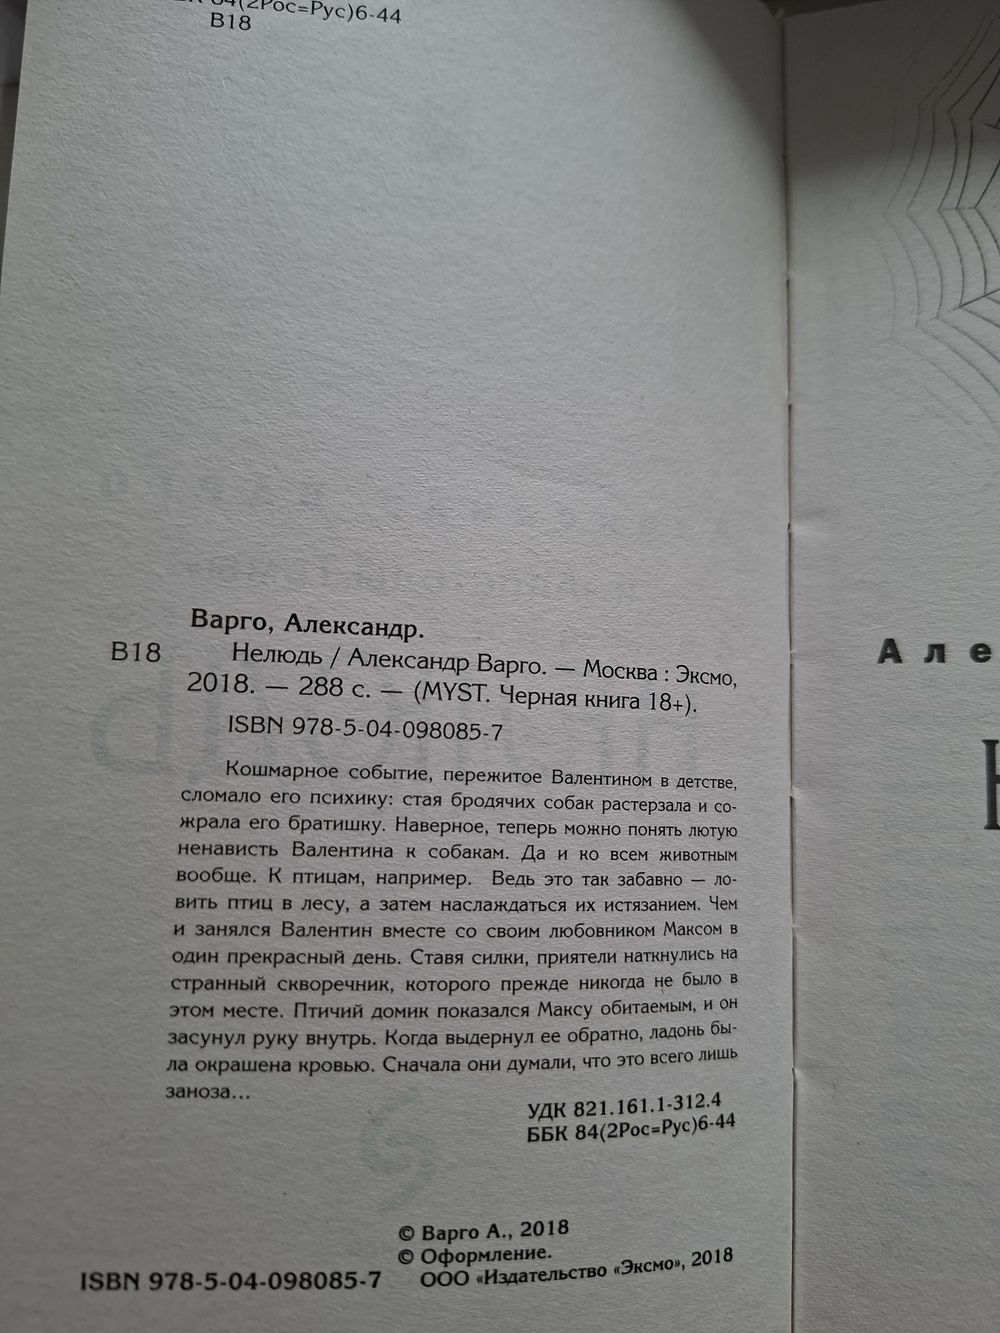 84(2Рос=Рус)6-44
В18
Варго, Александр.
В18 Нелюдь / Александр Варго. — Москва : Эксмо,
2018. — 288 с. — (MYST. Черная книга 18+).
ISBN 978-5-04-098085-7
Кошмарное событие, пережитое Валентином в детстве,
сломало его психику: стая бродячих собак растерзала и со-
жрала его братишку. Наверное, теперь можно понять лютую
ненависть Валентина к собакам. Да и ко всем животным
вообще. К птицам, например. Ведь это так забавно — ло-
вить птиц в лесу, а затем наслаждаться их истязанием. Чем
и занялся Валентин вместе со своим любовником Максом в
один прекрасный день. Ставя силки, приятели наткнулись на
странный скворечник, которого прежде никогда не было в
этом месте. Птичий домик показался Максу обитаемым, и он
засунул руку внутрь. Когда выдернул ее обратно, ладонь бы-
ла окрашена кровью. Сначала они думали, что это всего лишь
заноза...
УДК 821.161.1-312.4
ББК 84(2Рос=Рус)6-44
© Варго А., 2018
© Оформление.
ISBN 978-5-04-098085-7 ООО «Издательство «Эксмо», 2018
Але